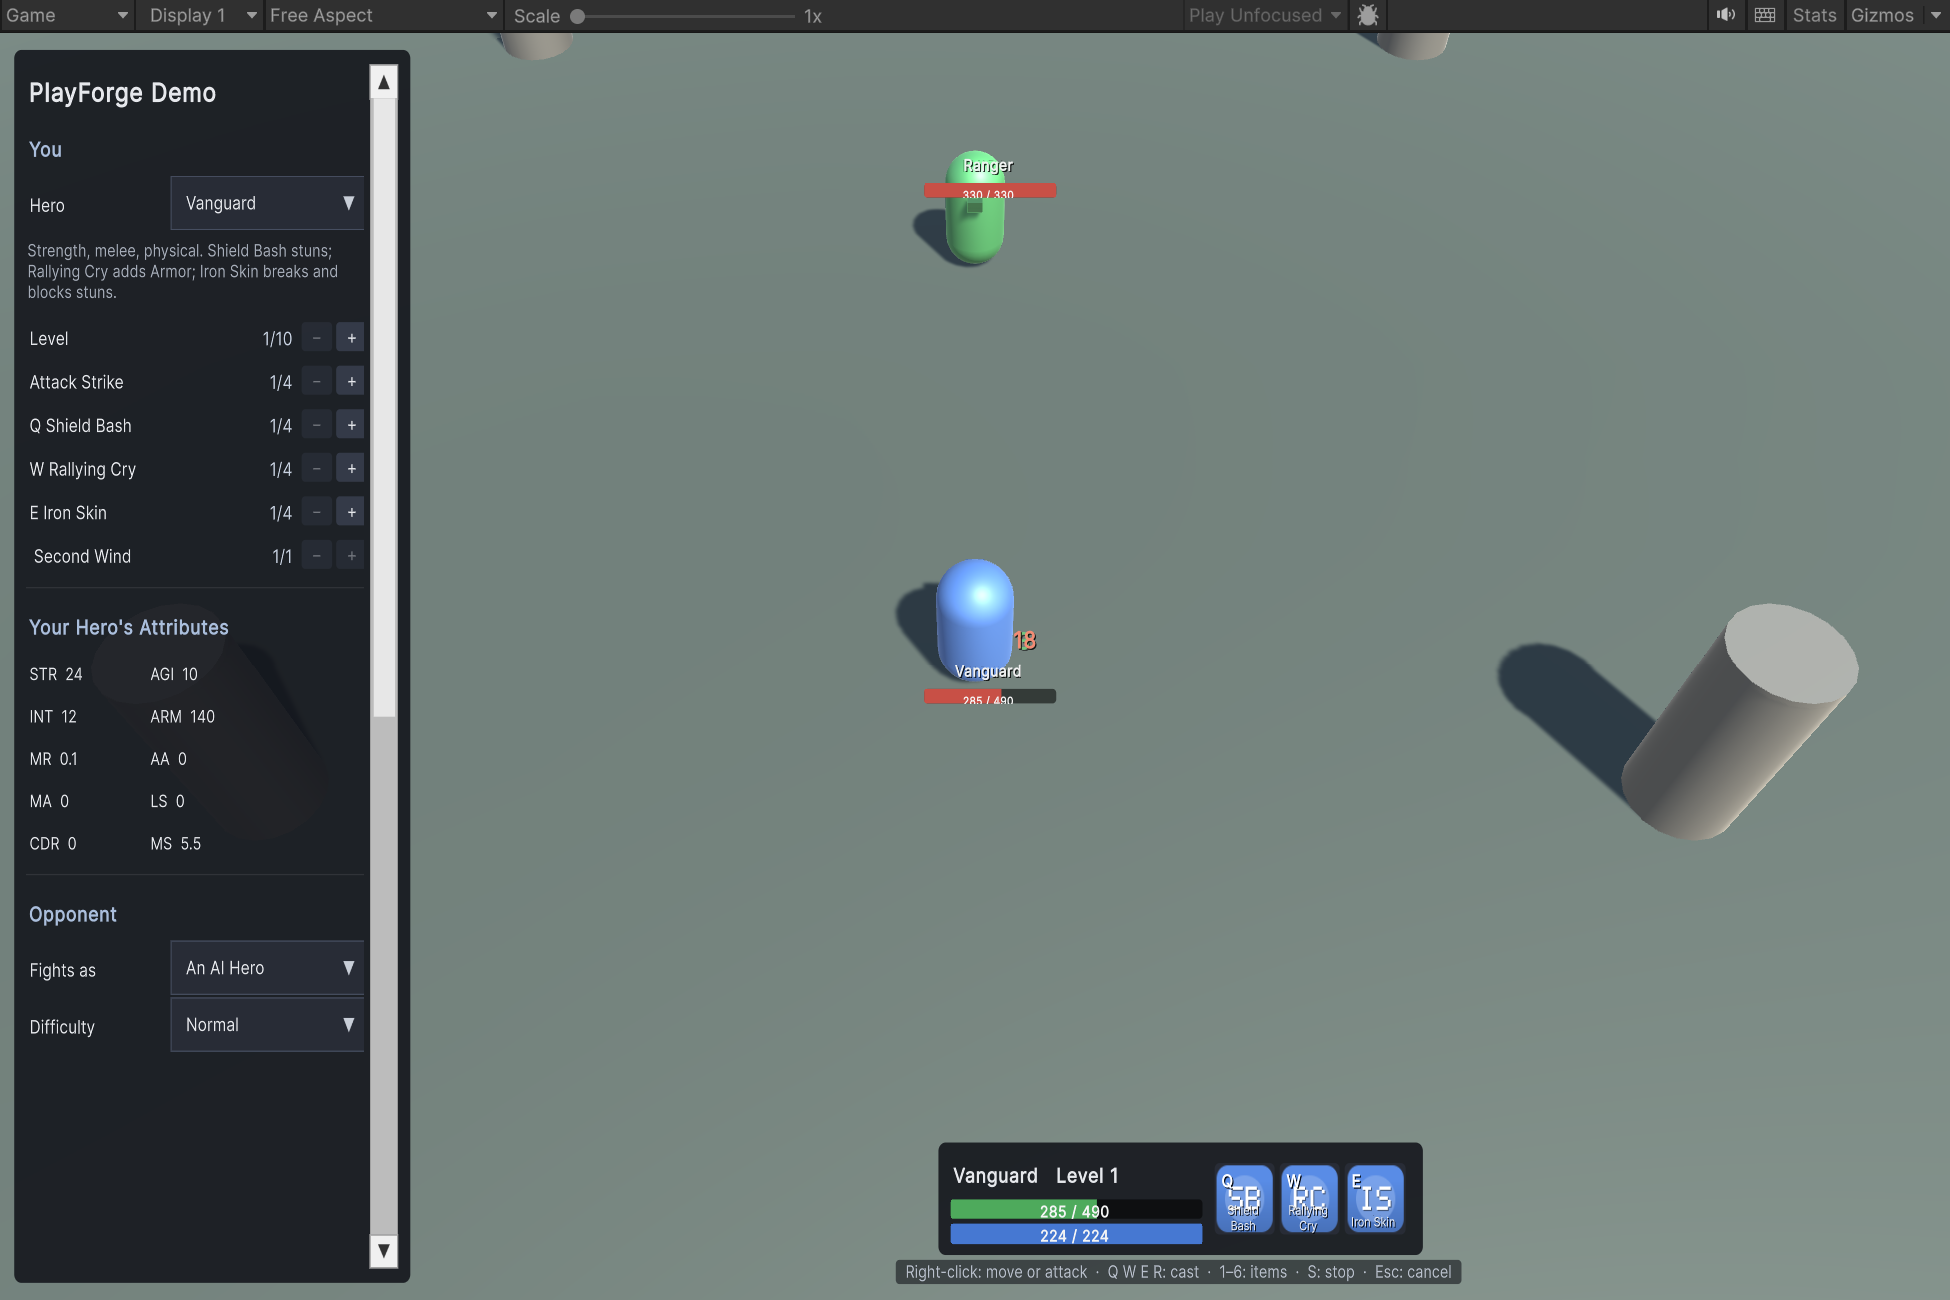 Game
Display 1
Free Aspect
Scale
1x
Play Unfocused
Stats
Gizmos
PlayForge Demo
You
Hero
Vanguard
Strength, melee, physical. Shield Bash stuns;
Rallying Cry adds Armor; Iron Skin breaks and
blocks stuns.
Level 1/10 − +
Attack Strike 1/4 − +
Q Shield Bash 1/4 − +
W Rallying Cry 1/4 − +
E Iron Skin 1/4 − +
Second Wind 1/1 − +
Your Hero's Attributes
STR 24 AGI 10
INT 12 ARM 140
MR 0.1 AA 0
MA 0 LS 0
CDR 0 MS 5.5
Opponent
Fights as
An AI Hero
Difficulty
Normal
Ranger
330 / 330
18
Vanguard
285 / 490
Vanguard Level 1
285 / 490
224 / 224
Q
SB
Shield
Bash
W
RC
Rallying
Cry
E
IS
Iron Skin
Right-click: move or attack · Q W E R: cast · 1–6: items · S: stop · Esc: cancel